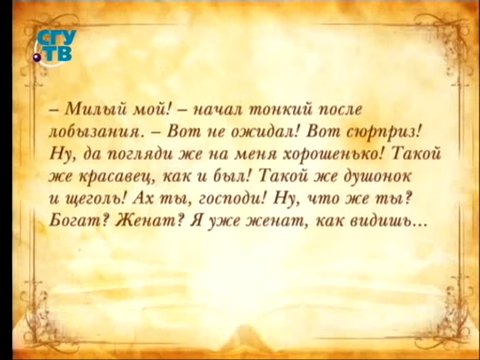 СГУ
ТВ
– Милый мой! – начал тонкий после
лобызания. – Вот не ожидал! Вот сюрприз!
Ну, да погляди же на меня хорошенько! Такой
же красавец, как и был! Такой же душонок
и щеголь! Ах ты, господи! Ну, что же ты?
Богат? Женат? Я уже женат, как видишь...